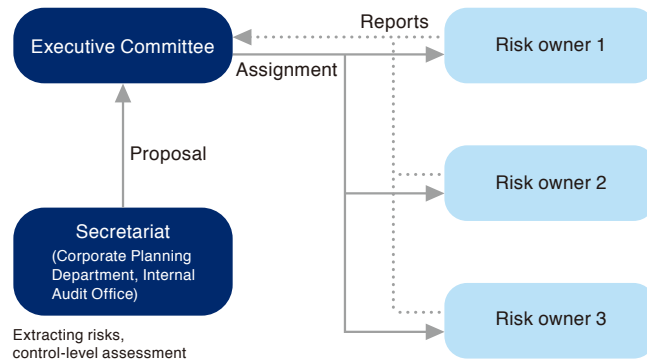 Reports
Executive Committee
Risk owner 1
Assignment
Proposal
Risk owner 2
Secretariat
(Corporate Planning
Department, Internal
Audit Office)
Risk owner 3
Extracting risks,
control-level assessment